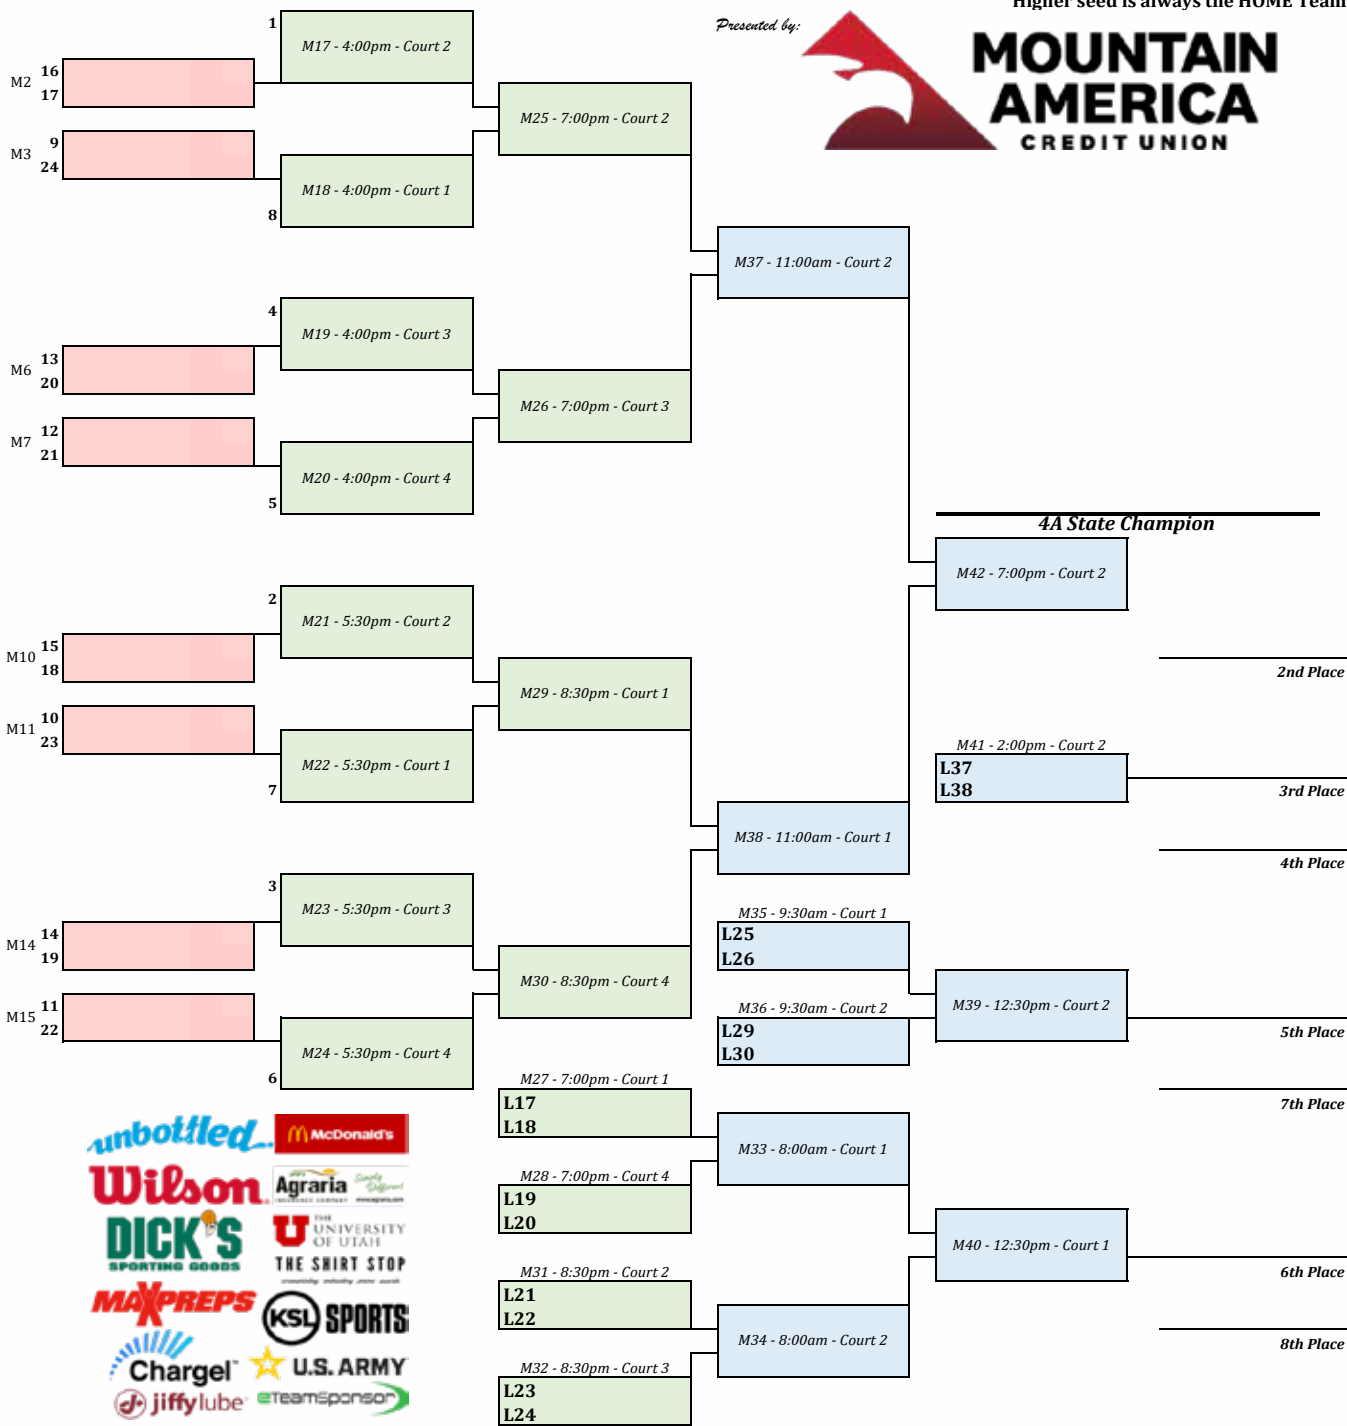 Higher seed is always the HOME Team
Presented by:
MOUNTAIN
AMERICA
CREDIT UNION
1
M17 - 4:00pm - Court 2
M2
16
17
M25 - 7:00pm - Court 2
M3
9
24
M18 - 4:00pm - Court 1
8
M37 - 11:00am - Court 2
4
M19 - 4:00pm - Court 3
M6
13
20
M26 - 7:00pm - Court 3
M7
12
21
M20 - 4:00pm - Court 4
5
4A State Champion
M42 - 7:00pm - Court 2
2
M21 - 5:30pm - Court 2
M10
15
18
2nd Place
M29 - 8:30pm - Court 1
M11
10
23
M22 - 5:30pm - Court 1
7
M41 - 2:00pm - Court 2
L37
L38
3rd Place
M38 - 11:00am - Court 1
4th Place
3
M23 - 5:30pm - Court 3
M14
14
19
M35 - 9:30am - Court 1
L25
L26
M30 - 8:30pm - Court 4
M39 - 12:30pm - Court 2
M15
11
22
M36 - 9:30am - Court 2
L29
L30
5th Place
M24 - 5:30pm - Court 4
6
M27 - 7:00pm - Court 1
L17
L18
7th Place
M33 - 8:00am - Court 1
M28 - 7:00pm - Court 4
L19
L20
M40 - 12:30pm - Court 1
M31 - 8:30pm - Court 2
L21
L22
6th Place
M34 - 8:00am - Court 2
8th Place
M32 - 8:30pm - Court 3
L23
L24
unbottled
McDonald's
Wilson
Agraria
Simply Different
INSURANCE COMPANY
www.agraria.com
DICK'S
SPORTING GOODS
THE
UNIVERSITY
OF UTAH
THE SHIRT STOP
MAXPREPS
KSL SPORTS
Chargel™
U.S. ARMY
jiffylube
eTeamSponsor